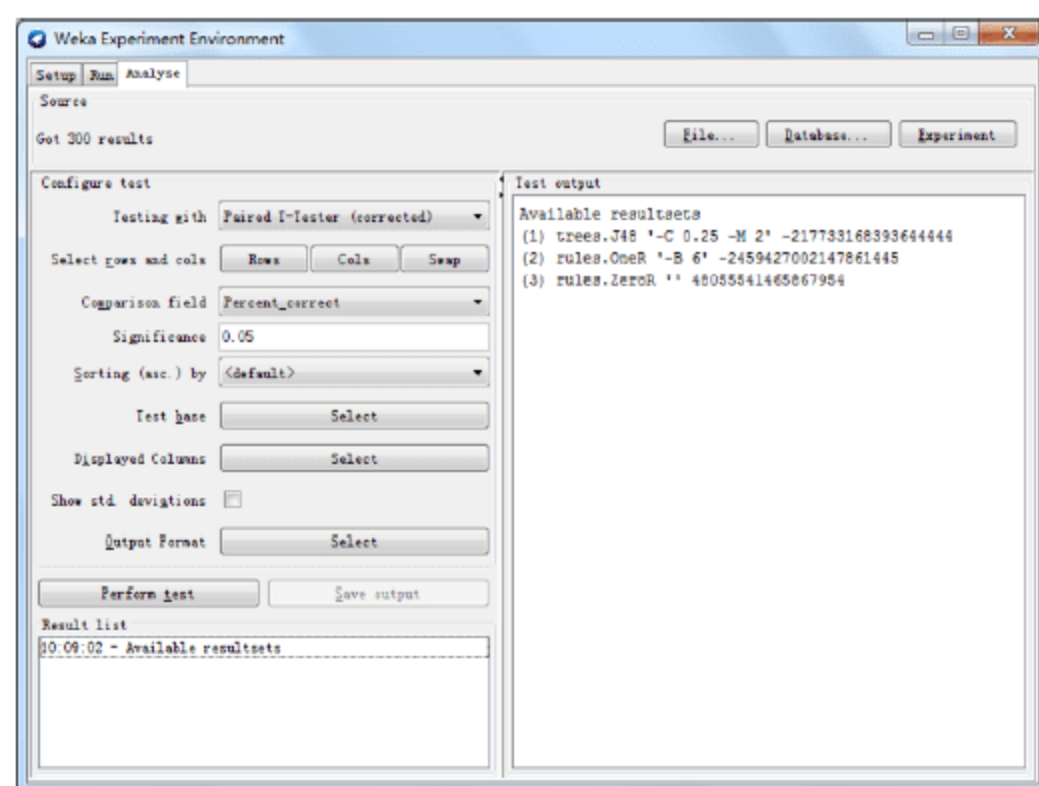 Weka Experiment Environment
Setup Run Analyse
Source
Got 300 results
File... Database... Experiment
Configure test
Testing with Paired T-Tester (corrected)
Select rows and cols Rows Cols Swap
Comparison field Percent_correct
Significance 0.05
Sorting (asc.) by <default>
Test base Select
Displayed Columns Select
Show std. deviations
Output Format Select
Perform test Save output
Result list
10:09:02 - Available resultsets
Test output
Available resultsets
(1) trees.J48 '-C 0.25 -M 2' -217733168393644444
(2) rules.OneR '-B 6' -2459427002147861445
(3) rules.ZeroR '' 48055541465867954